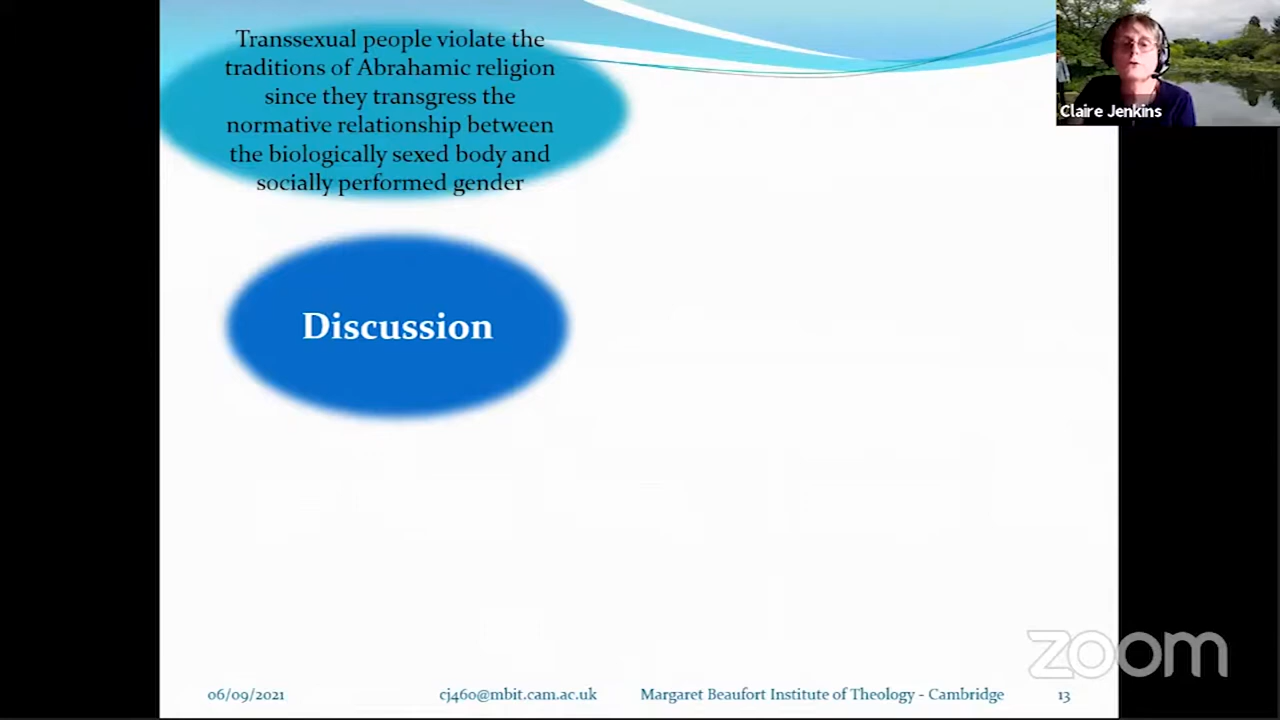 Transsexual people violate the
traditions of Abrahamic religion
since they transgress the
normative relationship between
the biologically sexed body and
socially performed gender
Claire Jenkins
Discussion
zoom
06/09/2021
cj460@mbit.cam.ac.uk
Margaret Beaufort Institute of Theology - Cambridge
13